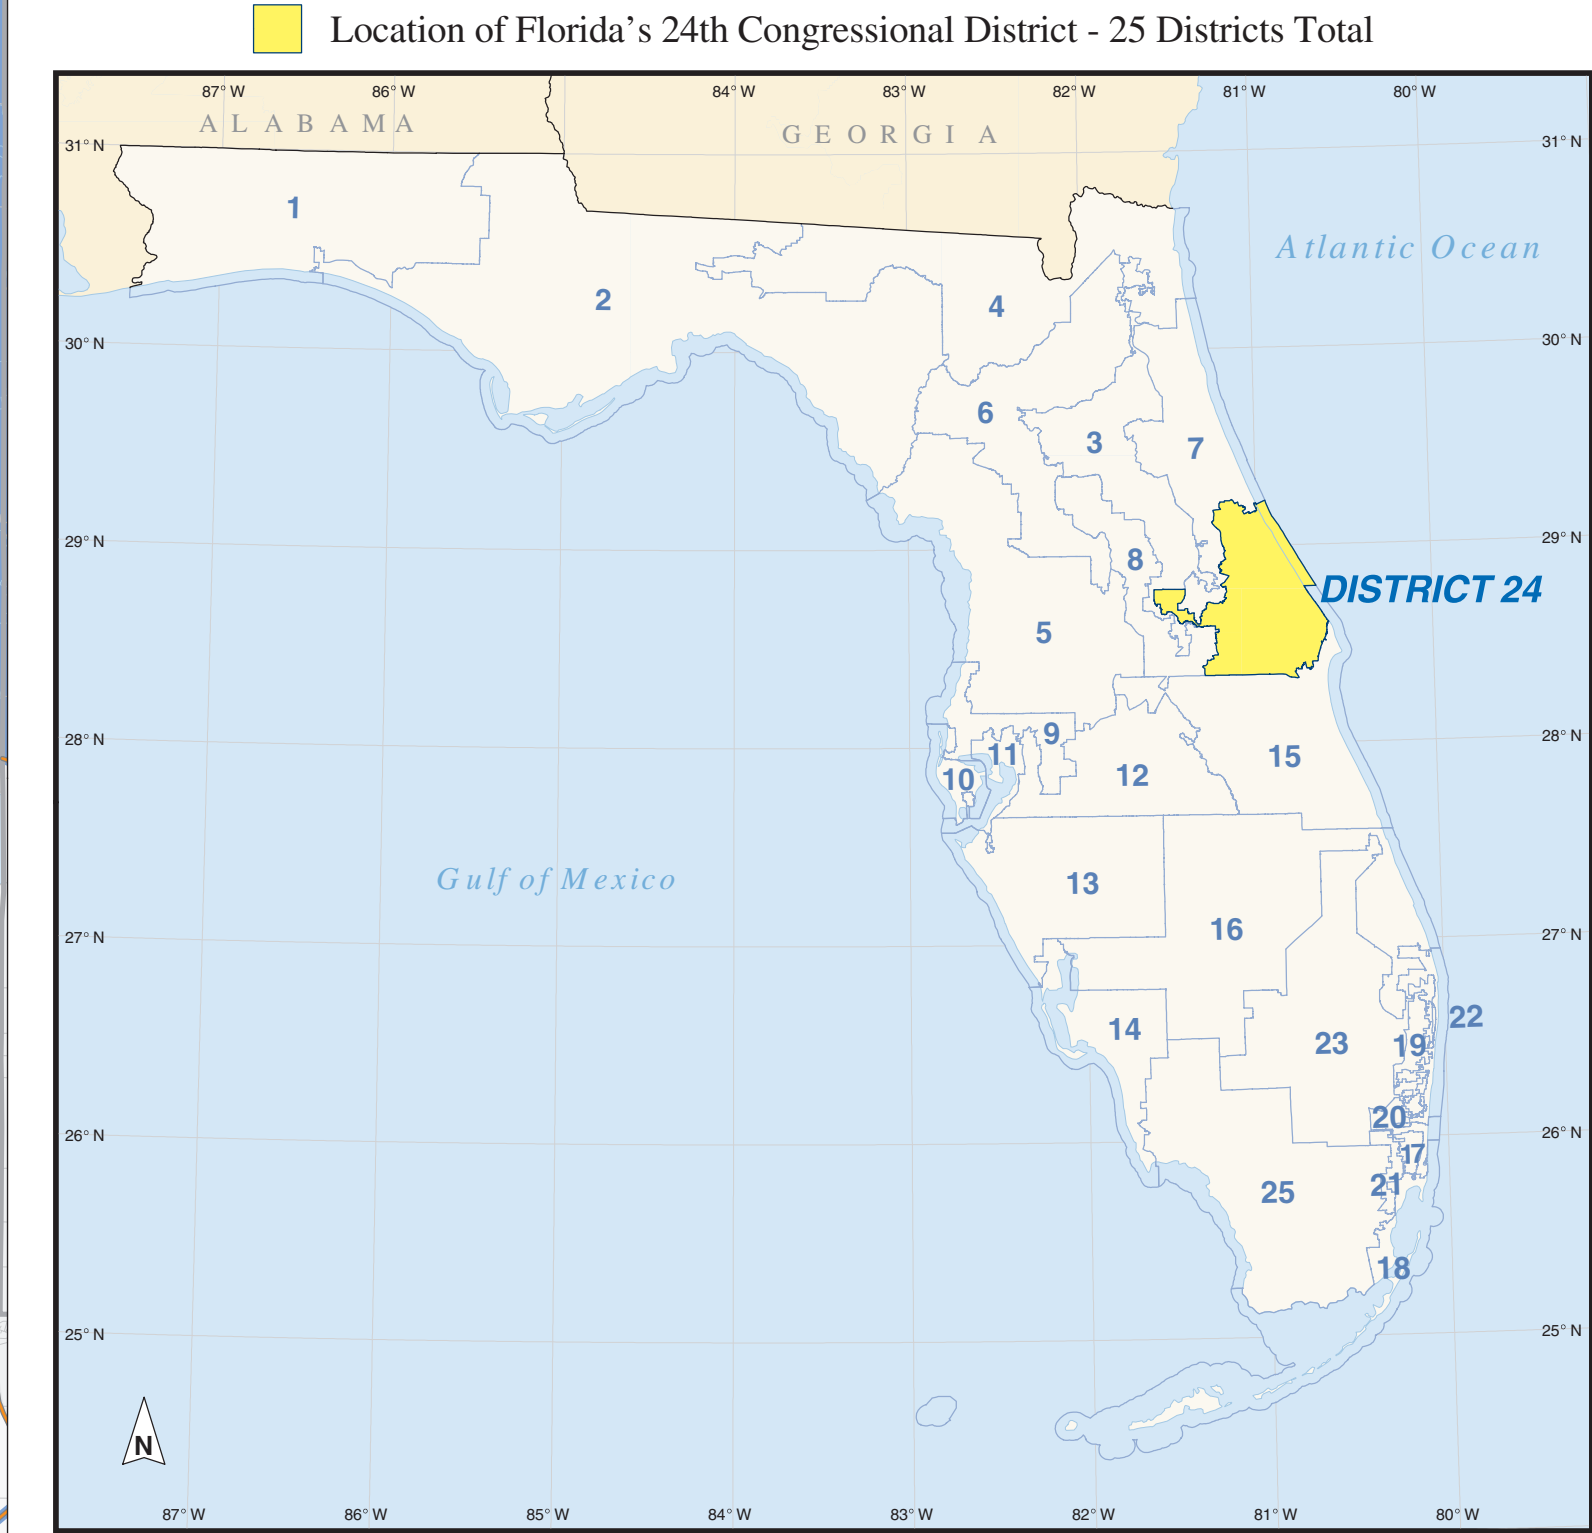 Location of Florida's 24th Congressional District - 25 Districts Total
87° W 86° W 84° W 83° W 82° W 81° W 80° W
ALABAMA
GEORGIA
31° N 31° N
1
Atlantic Ocean
2
4
30° N 30° N
6
3
7
29° N 29° N
8
DISTRICT 24
5
28° N 28° N
9
11
15
10
12
Gulf of Mexico
13
16
27° N 27° N
22
14
23
19
20
26° N 26° N
17
21
25
18
25° N 25° N
N
87° W 86° W 85° W 84° W 83° W 82° W 81° W 80° W